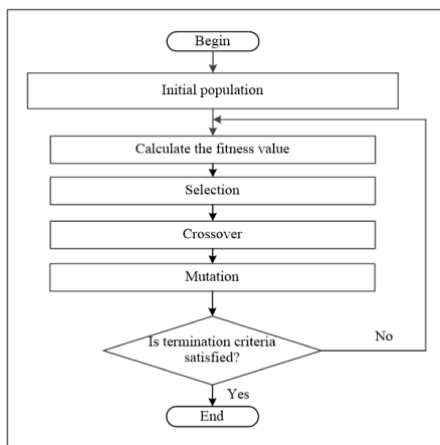 Begin
Initial population
Calculate the fitness value
Selection
Crossover
Mutation
Is termination criteria
satisfied?
No
Yes
End